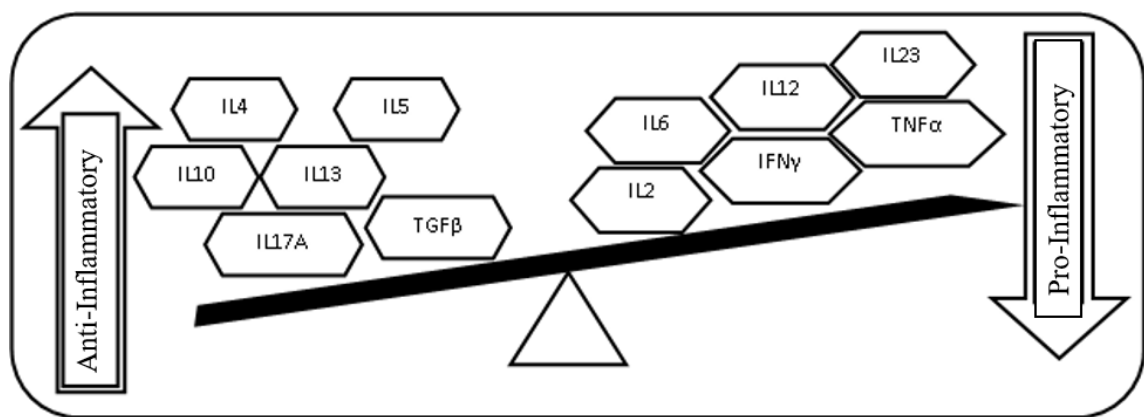 Anti-Inflammatory
IL4
IL5
IL10
IL13
IL17A
TGFβ
IL23
IL12
TNFα
IL6
IFNγ
IL2
Pro-Inflammatory